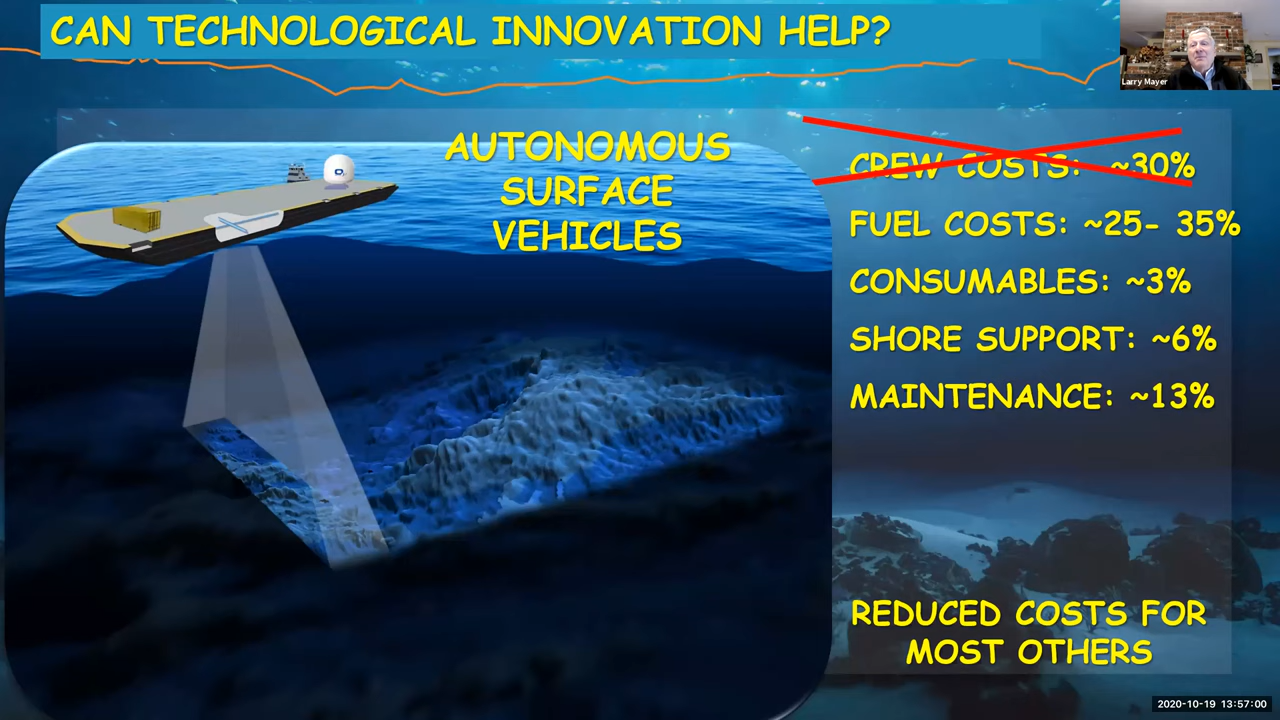 CAN TECHNOLOGICAL INNOVATION HELP?
Larry Mayer
AUTONOMOUS
SURFACE
VEHICLES
CREW COSTS: ~30%
FUEL COSTS: ~25- 35%
CONSUMABLES: ~3%
SHORE SUPPORT: ~6%
MAINTENANCE: ~13%
REDUCED COSTS FOR
MOST OTHERS
2020-10-19 13:57:00